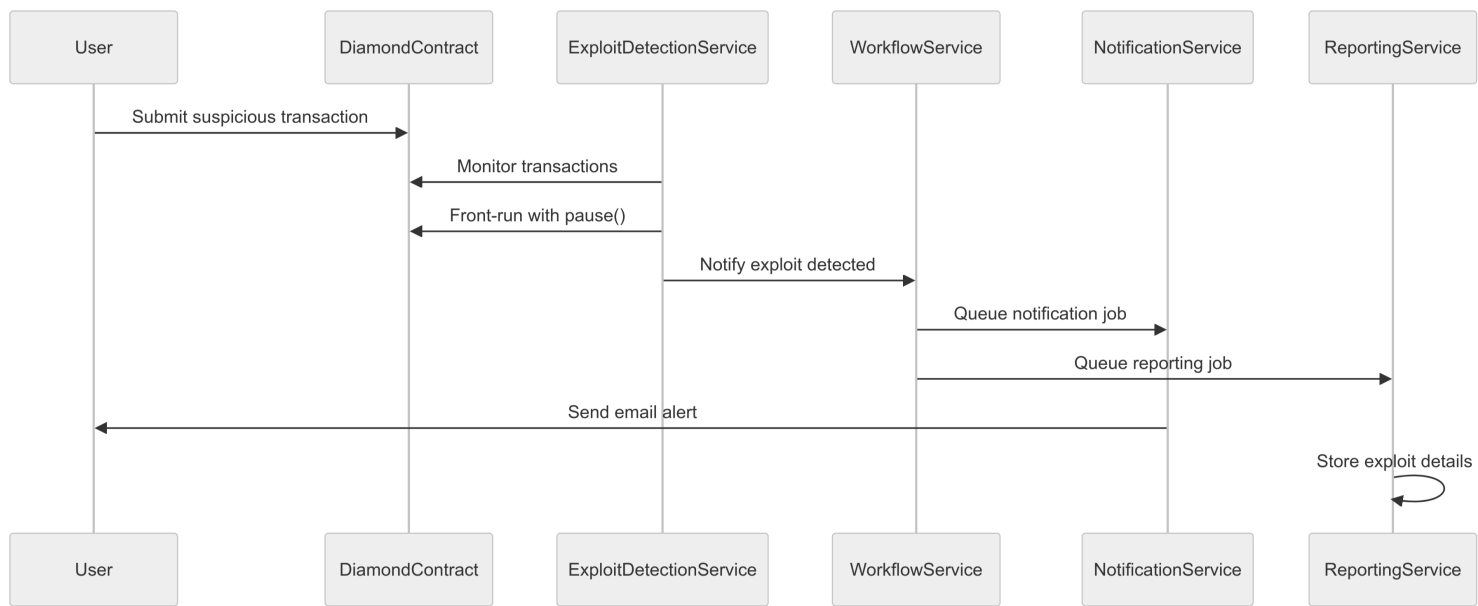 User
DiamondContract
ExploitDetectionService
WorkflowService
NotificationService
ReportingService
Submit suspicious transaction
Monitor transactions
Front-run with pause()
Notify exploit detected
Queue notification job
Queue reporting job
Send email alert
Store exploit details
User
DiamondContract
ExploitDetectionService
WorkflowService
NotificationService
ReportingService